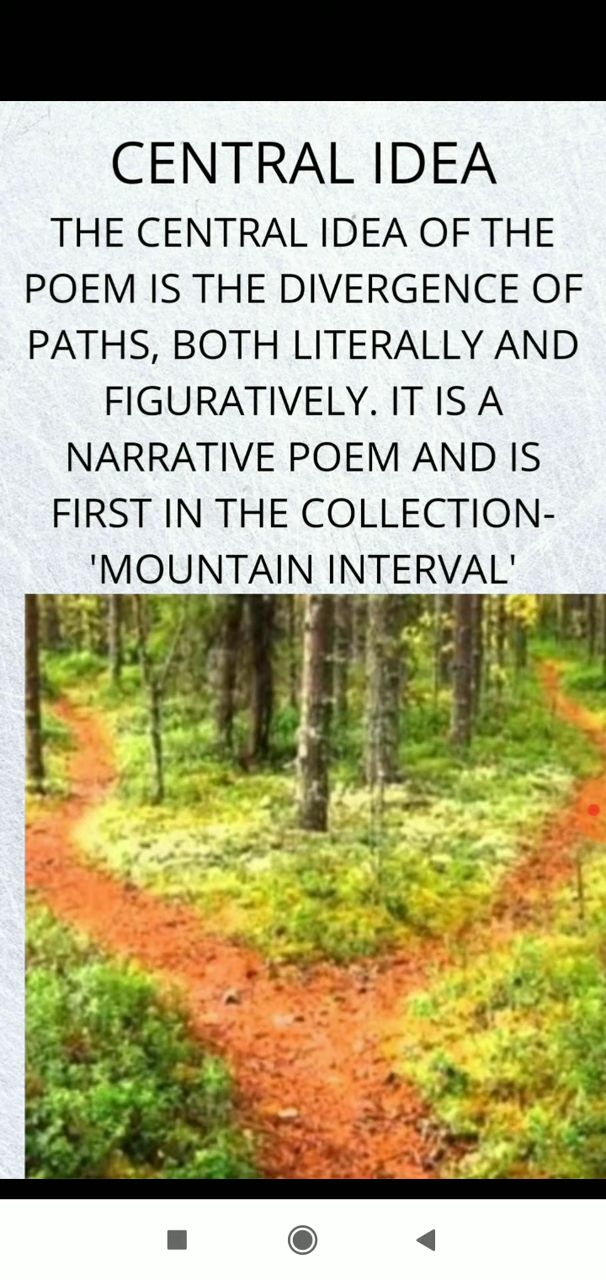 CENTRAL IDEA
THE CENTRAL IDEA OF THE
POEM IS THE DIVERGENCE OF
PATHS, BOTH LITERALLY AND
FIGURATIVELY. IT IS A
NARRATIVE POEM AND IS
FIRST IN THE COLLECTION-
'MOUNTAIN INTERVAL'